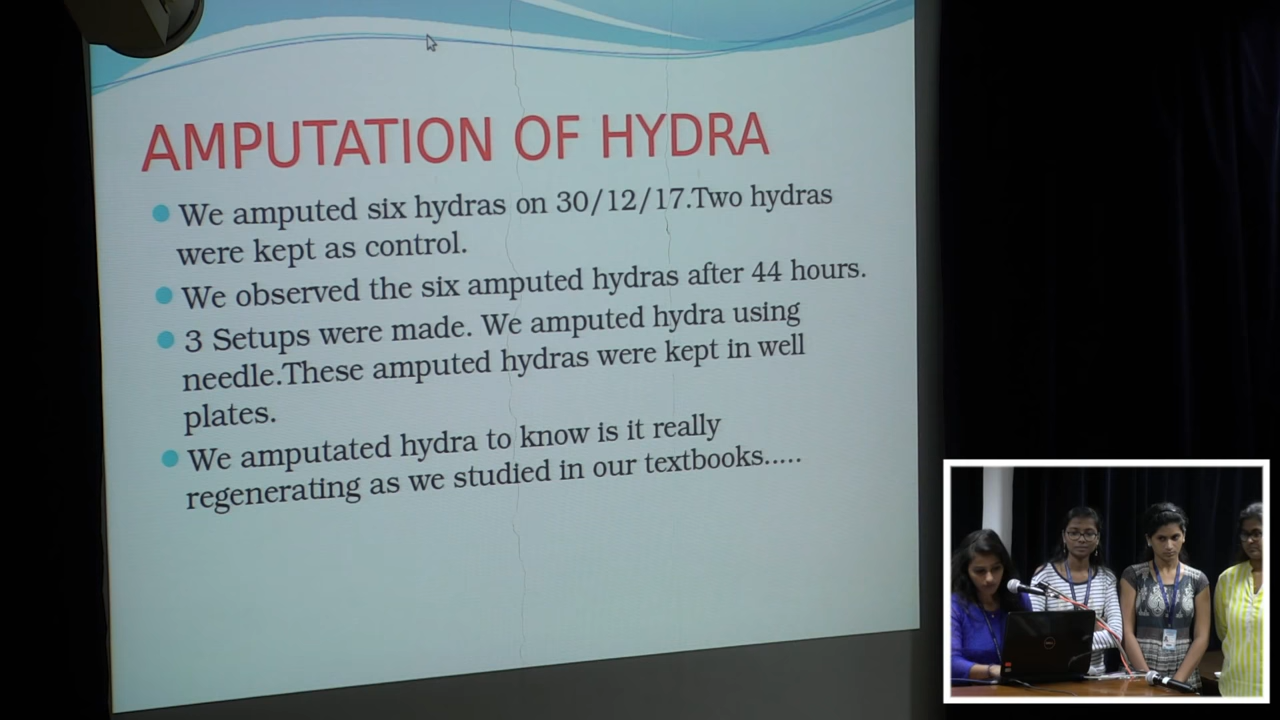 AMPUTATION OF HYDRA
We amputed six hydras on 30/12/17.Two hydras
were kept as control.
We observed the six amputed hydras after 44 hours.
3 Setups were made. We amputed hydra using
needle.These amputed hydras were kept in well
plates.
We amputated hydra to know is it really
regenerating as we studied in our textbooks.....